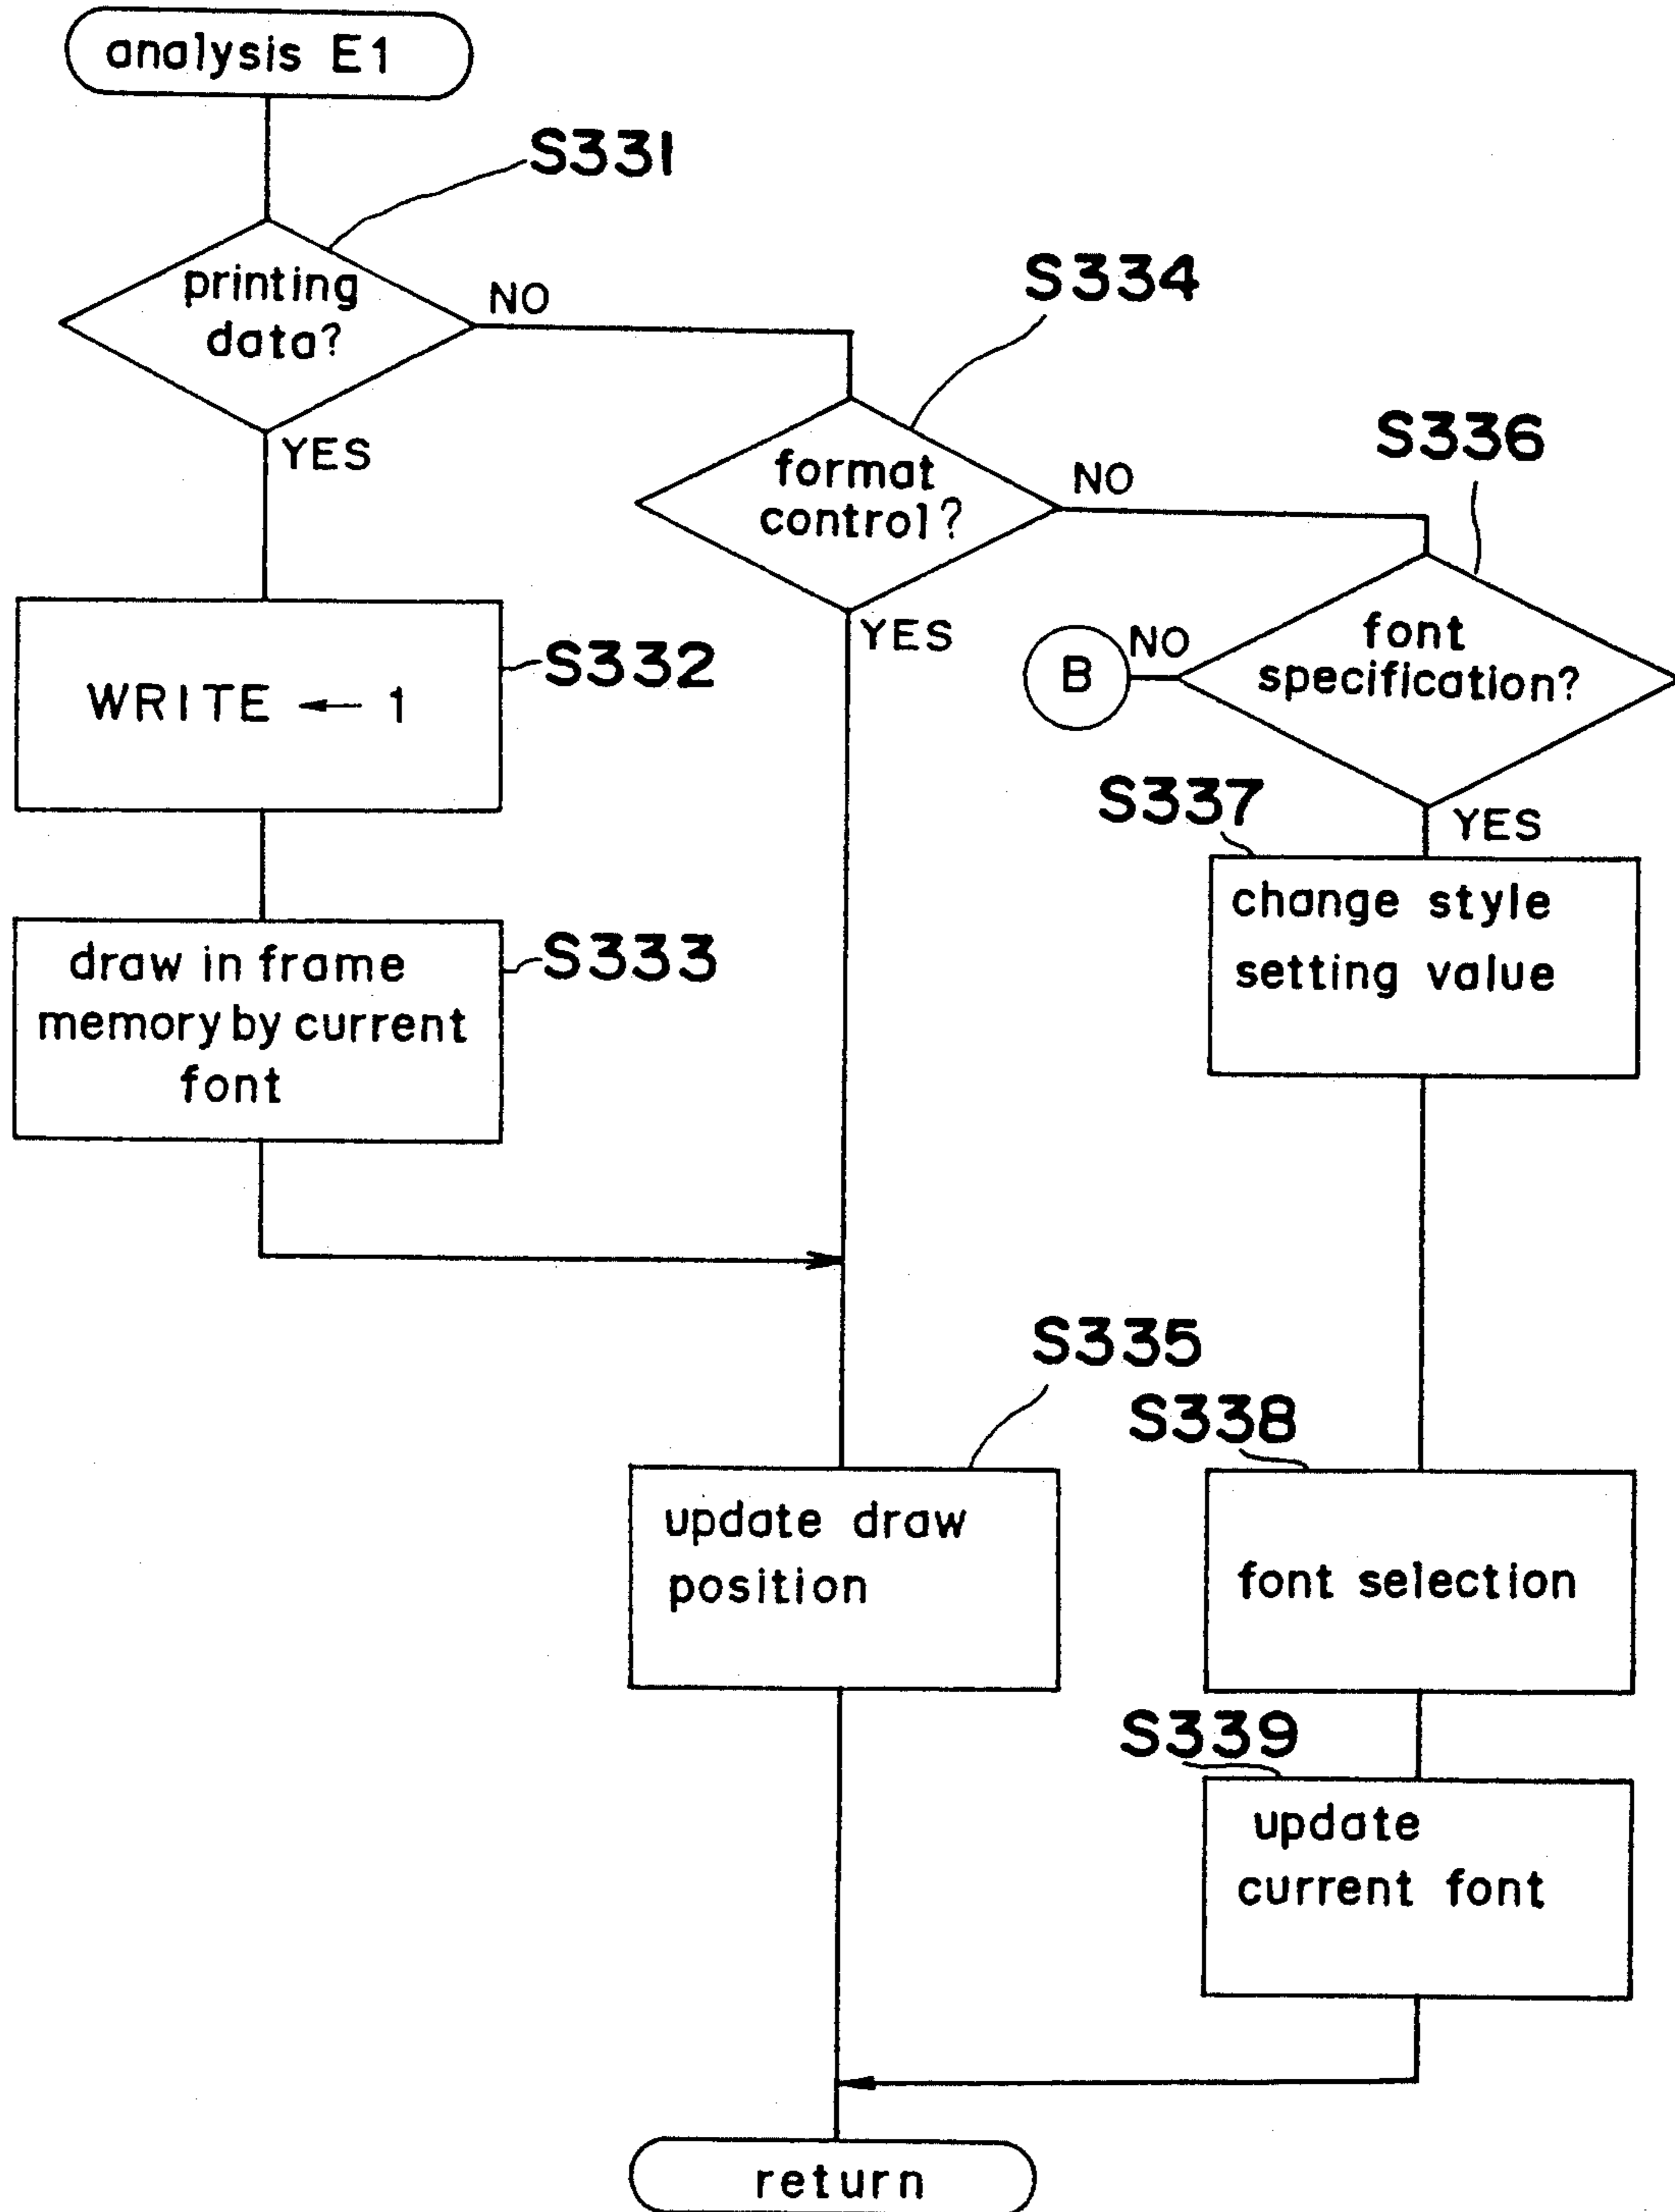 analysis E1
S331
printing
data?
NO
YES
S334
format
control?
NO
YES
S336
font
specification?
NO
B
YES
S332
WRITE ← 1
S337
change style
setting value
S333
draw in frame
memory by current
font
S335
update draw
position
S338
font selection
S339
update
current font
return